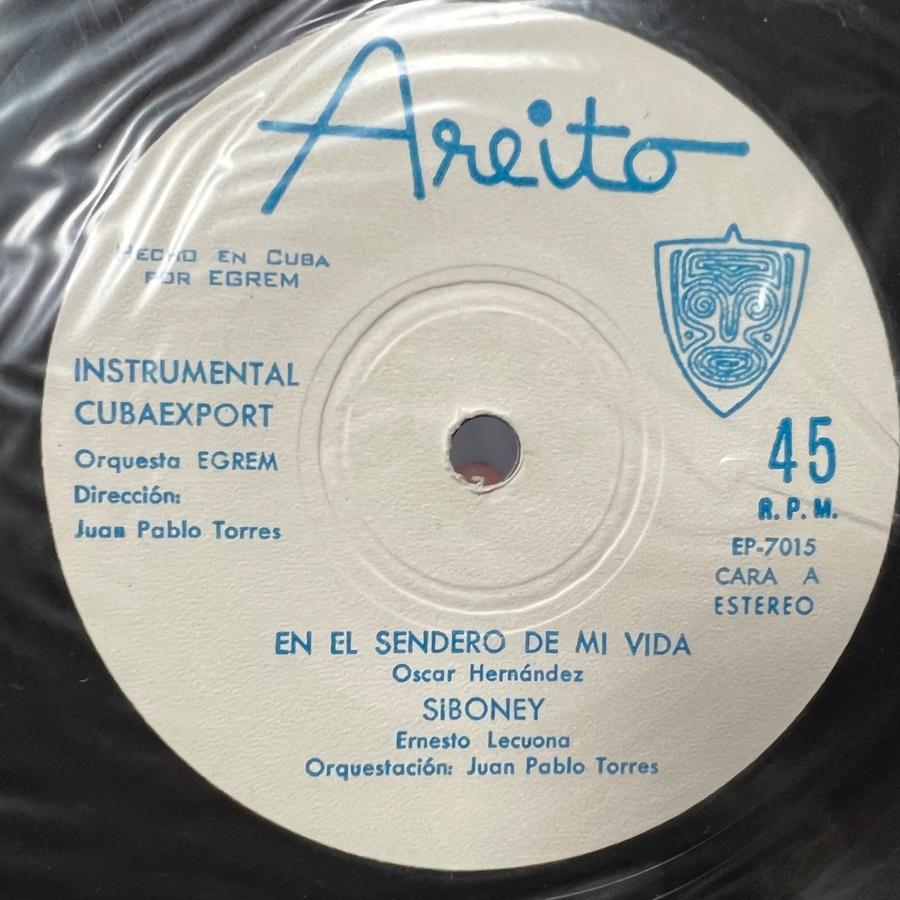 Areito
HECHO EN CUBA
POR EGREM
INSTRUMENTAL
CUBAEXPORT
Orquesta EGREM
Dirección:
Juan Pablo Torres
45
R.P.M.
EP-7015
CARA A
ESTEREO
EN EL SENDERO DE MI VIDA
Oscar Hernández
SiBONEY
Ernesto Lecuona
Orquestación: Juan Pablo Torres